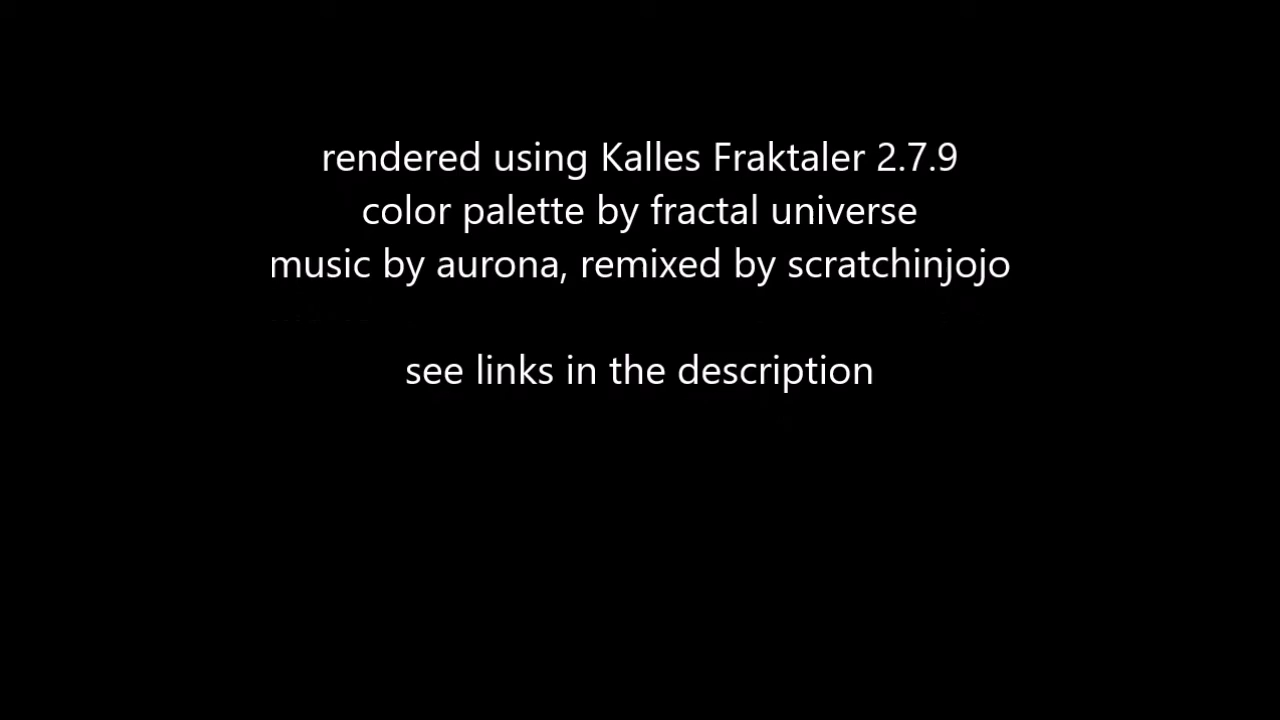 rendered using Kalles Fraktaler 2.7.9
color palette by fractal universe
music by aurona, remixed by scratchinjojo
see links in the description